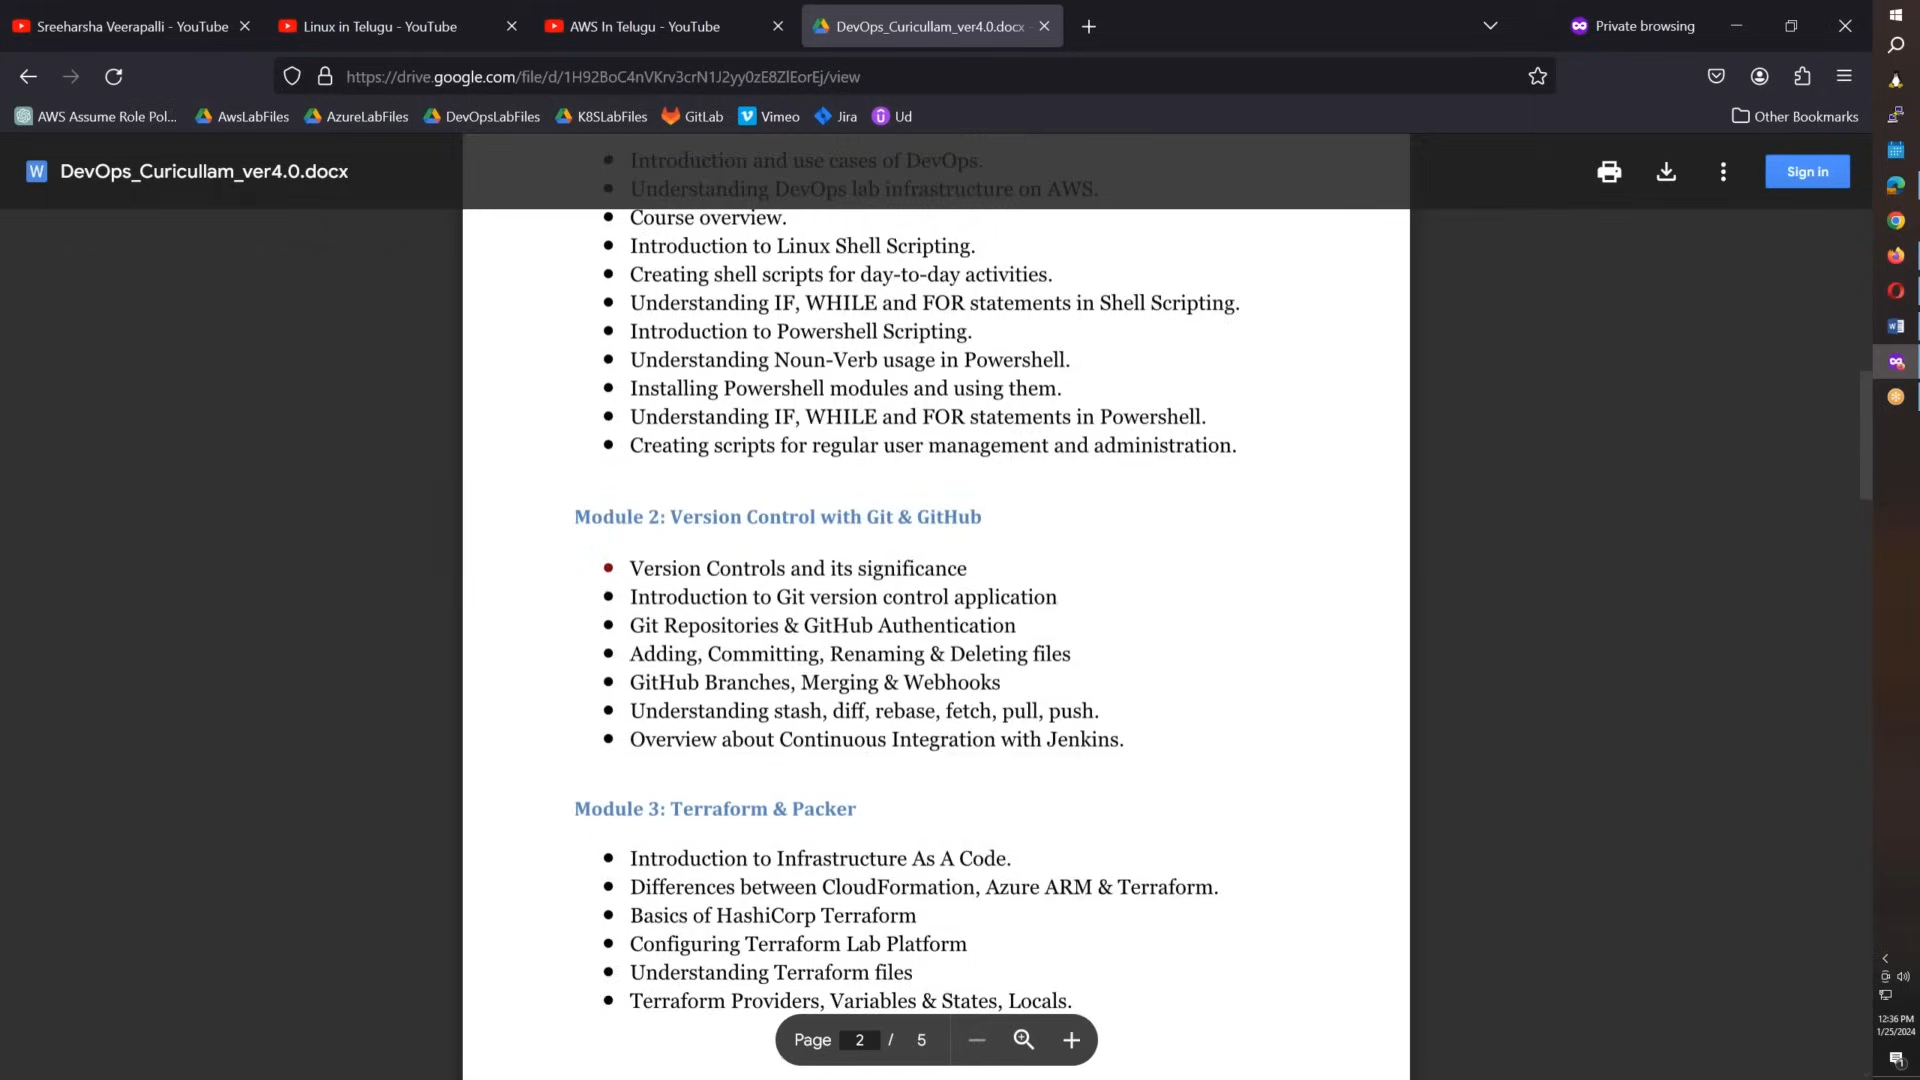 Sreeharsha Veerapalli - YouTube
Linux in Telugu - YouTube
AWS In Telugu - YouTube
DevOps_Curicullam_ver4.0.docx -
Private browsing
https://drive.google.com/file/d/1H92BoC4nVKrv3crN1J2yy0zE8ZlEorEj/view
AWS Assume Role Pol...
AwsLabFiles
AzureLabFiles
DevOpsLabFiles
K8SLabFiles
GitLab
Vimeo
Jira
Ud
Other Bookmarks
W DevOps_Curicullam_ver4.0.docx
Sign in
• Introduction and use cases of DevOps.
• Understanding DevOps lab infrastructure on AWS.
• Course overview.
• Introduction to Linux Shell Scripting.
• Creating shell scripts for day-to-day activities.
• Understanding IF, WHILE and FOR statements in Shell Scripting.
• Introduction to Powershell Scripting.
• Understanding Noun-Verb usage in Powershell.
• Installing Powershell modules and using them.
• Understanding IF, WHILE and FOR statements in Powershell.
• Creating scripts for regular user management and administration.
Module 2: Version Control with Git & GitHub
• Version Controls and its significance
• Introduction to Git version control application
• Git Repositories & GitHub Authentication
• Adding, Committing, Renaming & Deleting files
• GitHub Branches, Merging & Webhooks
• Understanding stash, diff, rebase, fetch, pull, push.
• Overview about Continuous Integration with Jenkins.
Module 3: Terraform & Packer
• Introduction to Infrastructure As A Code.
• Differences between CloudFormation, Azure ARM & Terraform.
• Basics of HashiCorp Terraform
• Configuring Terraform Lab Platform
• Understanding Terraform files
• Terraform Providers, Variables & States, Locals.
Page 2 / 5
12:36 PM
1/25/2024